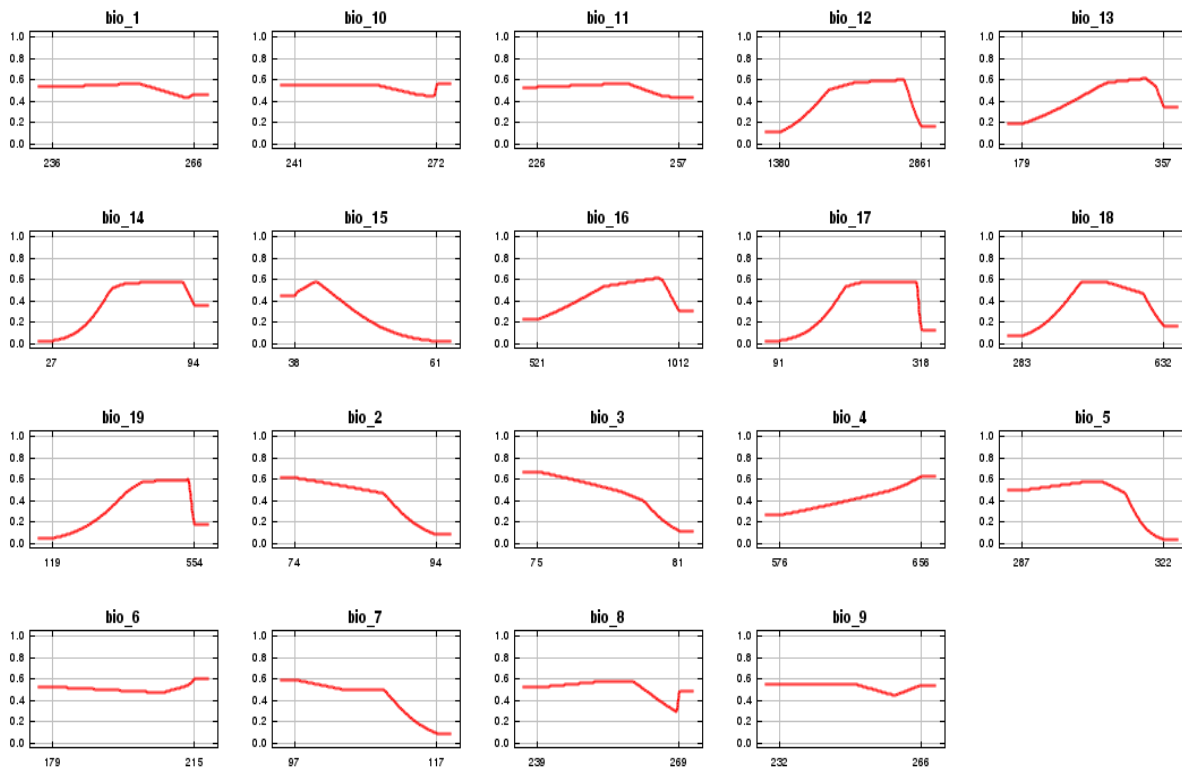 bio_1 bio_10 bio_11 bio_12 bio_13
1.0 1.0 1.0 1.0 1.0
0.8 0.8 0.8 0.8 0.8
0.6 0.6 0.6 0.6 0.6
0.4 0.4 0.4 0.4 0.4
0.2 0.2 0.2 0.2 0.2
0.0 0.0 0.0 0.0 0.0
236 266 241 272 226 257 1380 2861 179 357
bio_14 bio_15 bio_16 bio_17 bio_18
1.0 1.0 1.0 1.0 1.0
0.8 0.8 0.8 0.8 0.8
0.6 0.6 0.6 0.6 0.6
0.4 0.4 0.4 0.4 0.4
0.2 0.2 0.2 0.2 0.2
0.0 0.0 0.0 0.0 0.0
27 94 38 61 521 1012 91 318 283 632
bio_19 bio_2 bio_3 bio_4 bio_5
1.0 1.0 1.0 1.0 1.0
0.8 0.8 0.8 0.8 0.8
0.6 0.6 0.6 0.6 0.6
0.4 0.4 0.4 0.4 0.4
0.2 0.2 0.2 0.2 0.2
0.0 0.0 0.0 0.0 0.0
119 554 74 94 75 81 576 656 287 322
bio_6 bio_7 bio_8 bio_9
1.0 1.0 1.0 1.0
0.8 0.8 0.8 0.8
0.6 0.6 0.6 0.6
0.4 0.4 0.4 0.4
0.2 0.2 0.2 0.2
0.0 0.0 0.0 0.0
179 215 97 117 239 269 232 266